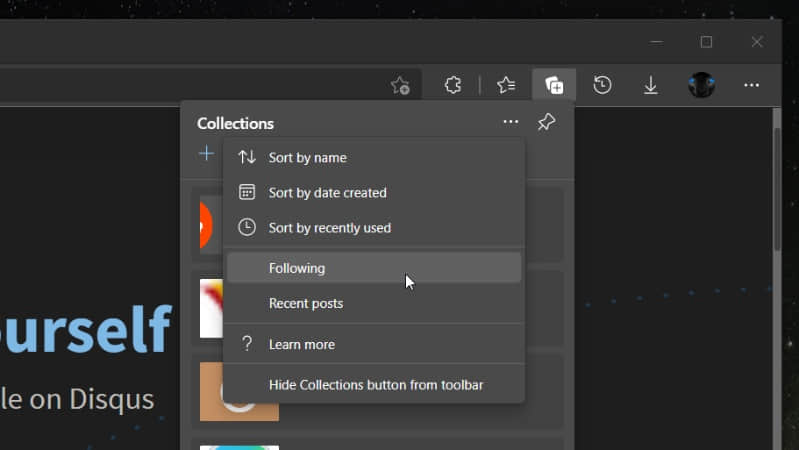 Collections
Sort by name
Sort by date created
Sort by recently used
Following
Recent posts
? Learn more
Hide Collections button from toolbar
urself
le on Disqus